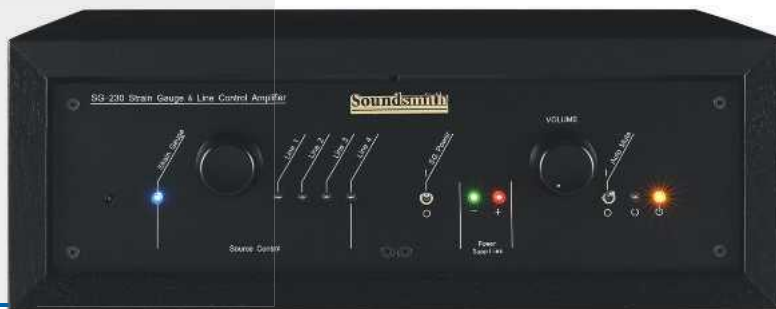 SG-230 Strain Gauge & Line Control Amplifier
Soundsmith
VOLUME
Strain Gauge
Line 1
Line 2
Line 3
Line 4
SG Power
Auto Mute
- +
Source Control
Power
Supplies